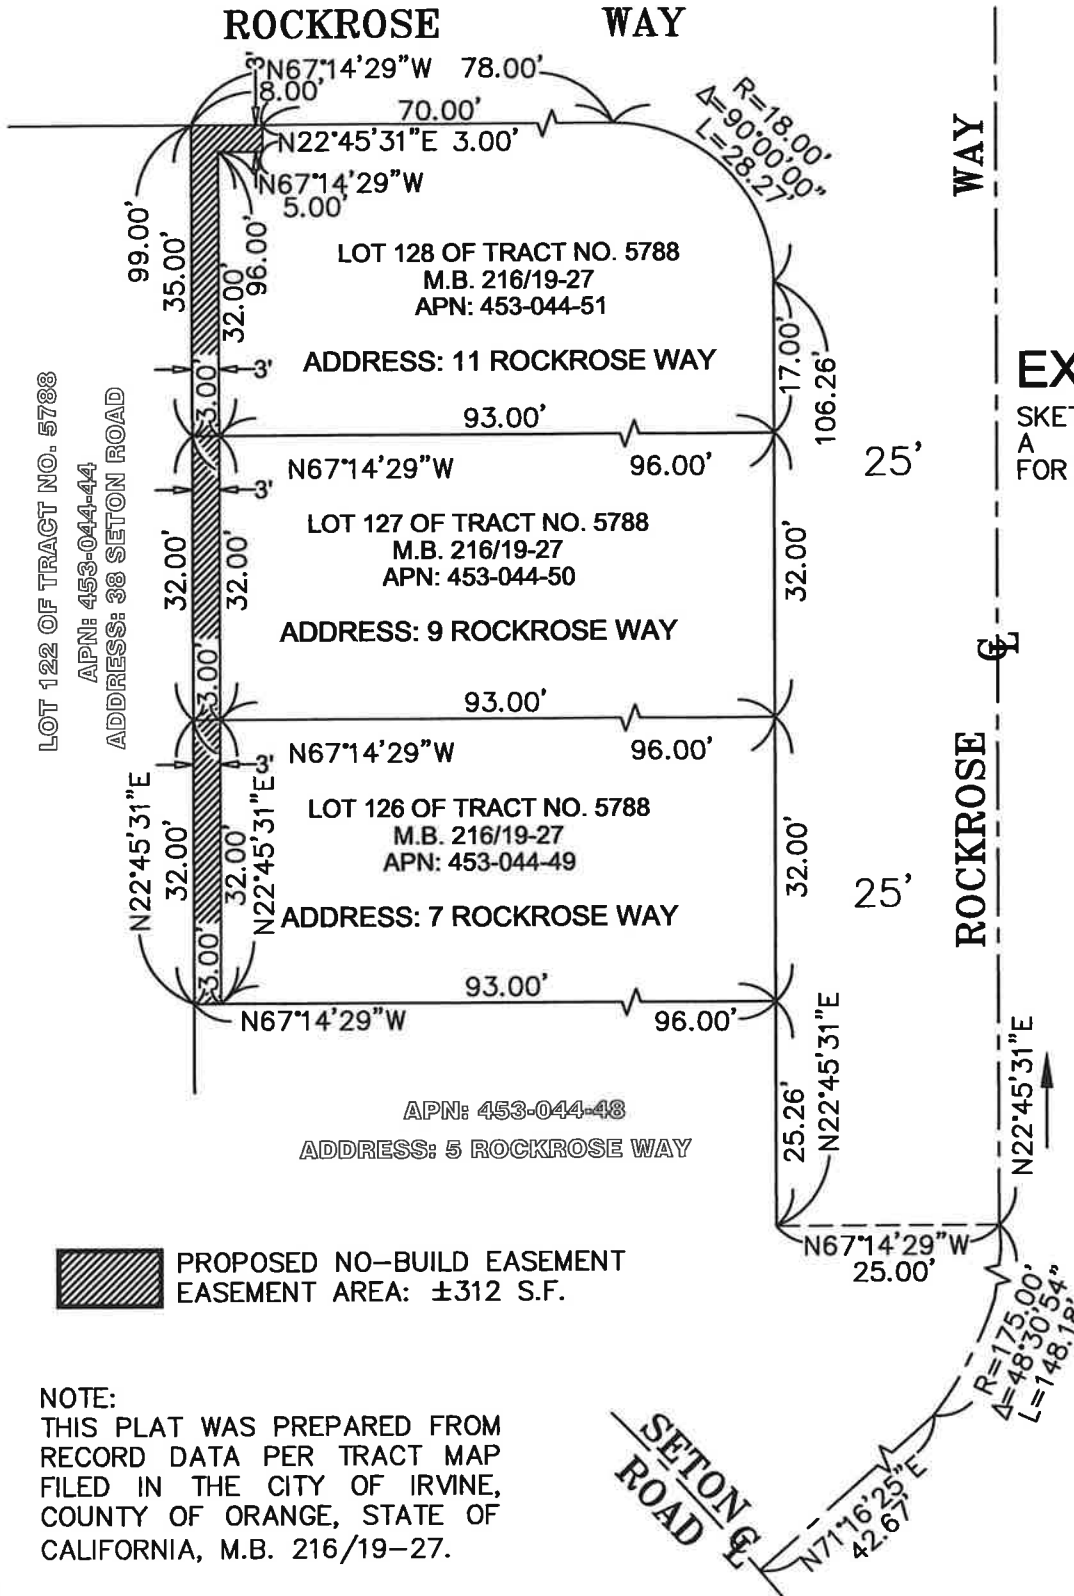 ROCKROSE WAY
3'
N67°14'29"W 78.00'
8.00'
70.00'
R=18.00'
Δ=90°00'00"
L=28.27'
N22°45'31"E 3.00'
N67°14'29"W
5.00'
99.00'
35.00'
32.00'
96.00'
LOT 128 OF TRACT NO. 5788
M.B. 216/19-27
APN: 453-044-51
ADDRESS: 11 ROCKROSE WAY
3.00'
3'
17.00'
106.26'
93.00'
N67°14'29"W
96.00'
25'
WAY
EX
SKET
A
FOR
LOT 122 OF TRACT NO. 5788
APN: 453-044-44
ADDRESS: 38 SETON ROAD
3'
LOT 127 OF TRACT NO. 5788
M.B. 216/19-27
APN: 453-044-50
32.00'
32.00'
32.00'
ADDRESS: 9 ROCKROSE WAY
3.00'
CL
93.00'
N67°14'29"W
96.00'
3'
LOT 126 OF TRACT NO. 5788
M.B. 216/19-27
APN: 453-044-49
N22°45'31"E
32.00'
32.00'
N22°45'31"E
32.00'
25'
ROCKROSE
ADDRESS: 7 ROCKROSE WAY
3.00'
93.00'
N67°14'29"W
96.00'
25.26'
N22°45'31"E
N22°45'31"E
APN: 453-044-48
ADDRESS: 5 ROCKROSE WAY
N67°14'29"W
25.00'
PROPOSED NO-BUILD EASEMENT
EASEMENT AREA: ±312 S.F.
R=175.00'
Δ=48°30'54"
L=148.18'
NOTE:
THIS PLAT WAS PREPARED FROM
RECORD DATA PER TRACT MAP
FILED IN THE CITY OF IRVINE,
COUNTY OF ORANGE, STATE OF
CALIFORNIA, M.B. 216/19-27.
SETON
ROAD CL
N71°16'25"E
42.67'